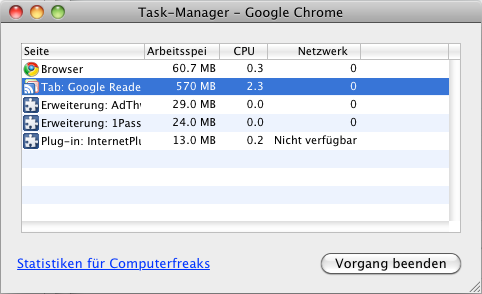 Task-Manager – Google Chrome
Seite Arbeitsspei CPU Netzwerk
Browser 60.7 MB 0.3 0
Tab: Google Reade 570 MB 2.3 0
Erweiterung: AdThw 29.0 MB 0.0 0
Erweiterung: 1Pass 24.0 MB 0.0 0
Plug-in: InternetPlu 13.0 MB 0.2 Nicht verfügbar
Statistiken für Computerfreaks
Vorgang beenden